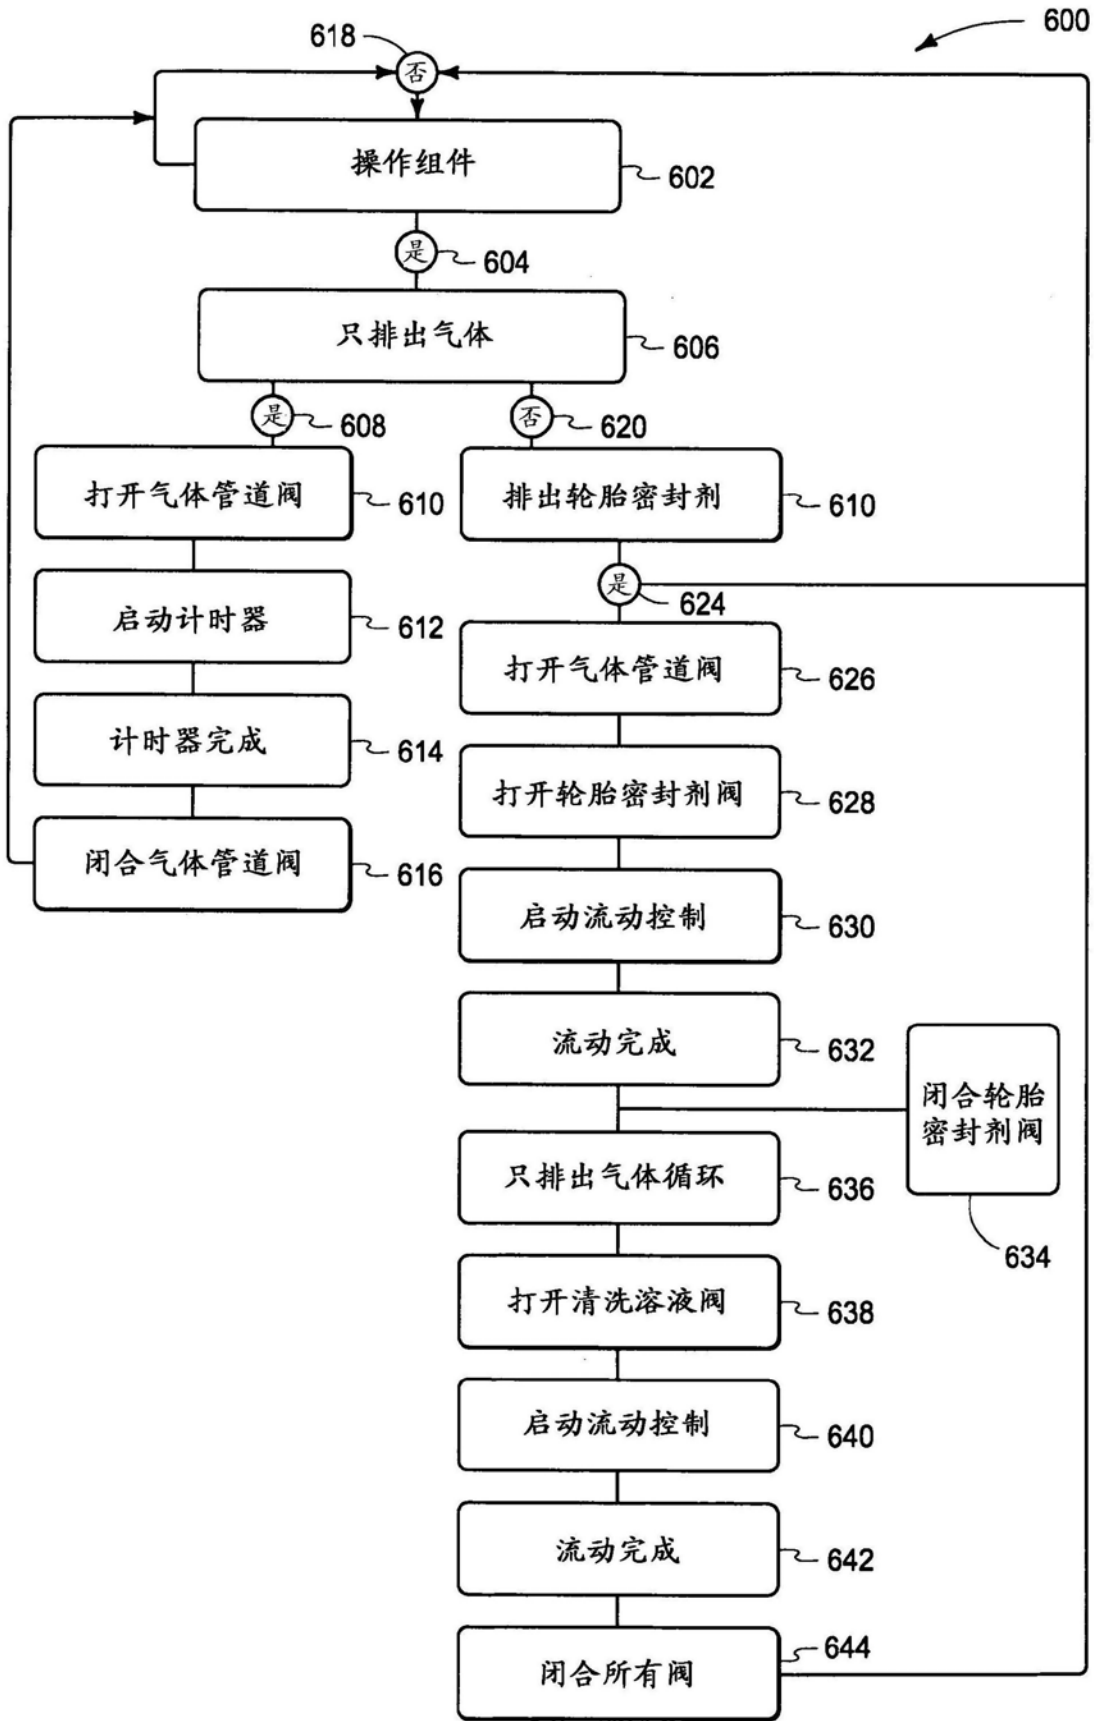 600
618
否
操作组件
602
是
604
只排出气体
606
是
608
否
620
打开气体管道阀
610
排出轮胎密封剂
610
是
624
启动计时器
612
打开气体管道阀
626
计时器完成
614
打开轮胎密封剂阀
628
闭合气体管道阀
616
启动流动控制
630
流动完成
632
闭合轮胎
密封剂阀
634
只排出气体循环
636
打开清洗溶液阀
638
启动流动控制
640
流动完成
642
闭合所有阀
644